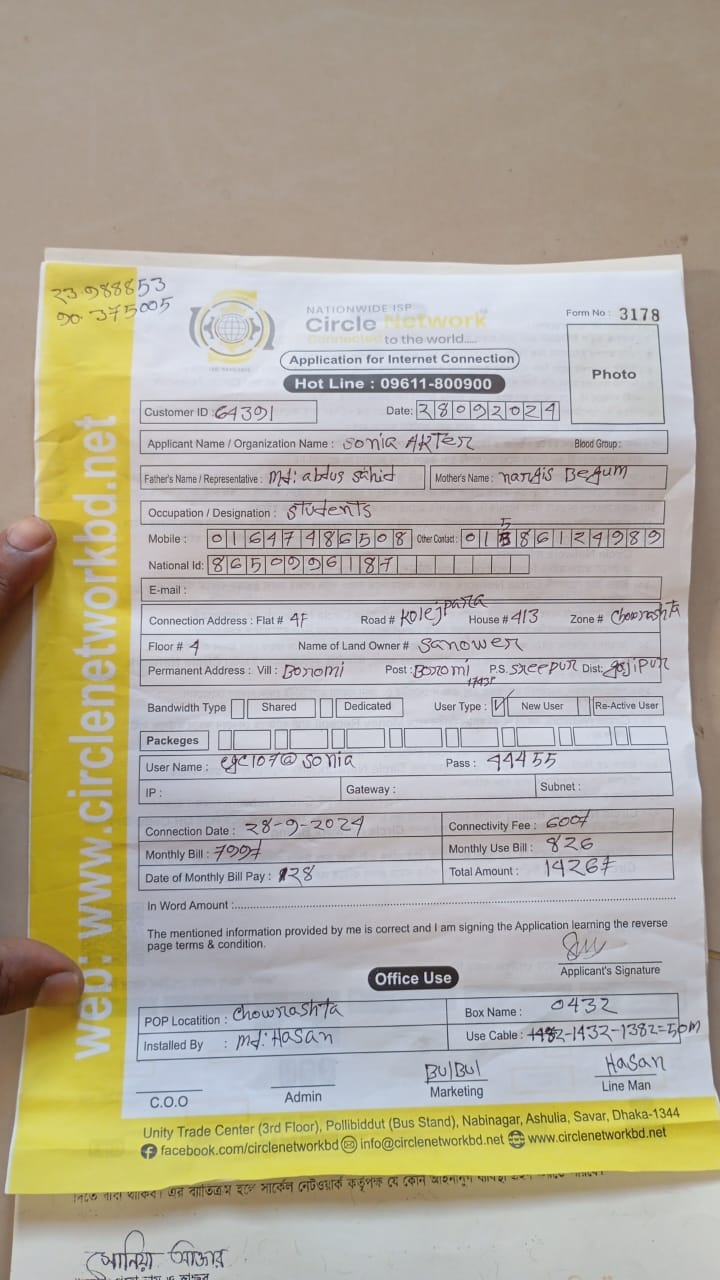 23.988853
90.375005
NATIONWIDE ISP
Circle Network
Connected to the world.....
Application for Internet Connection
Hot Line : 09611-800900
Form No : 3178
Photo
Customer ID : 64391
Date: 28092024
Applicant Name / Organization Name : Sonia AKTer
Blood Group :
Father's Name / Representative : Md: abdus sahid
Mother's Name : nargis Begum
Occupation / Designation : students
Mobile : 01647486508 Other Contact : 01 86124989
National Id: 8650996187
E-mail :
Connection Address : Flat # 4F Road # Kolejpara House # 413 Zone # Chowrashta
Floor # 4 Name of Land Owner # Sanower
Permanent Address : Vill : Boromi Post : Boromi P.S. sreepur Dist: gajipur
Bandwidth Type Shared Dedicated User Type : ✓ New User Re-Active User
Packeges
User Name : egc107@sonia Pass : 44455
IP : Gateway : Subnet :
Connection Date : 28-9-2024 Connectivity Fee : 600/
Monthly Bill : 799/ Monthly Use Bill : 826
Date of Monthly Bill Pay : 28 Total Amount : 1426/
In Word Amount :
The mentioned information provided by me is correct and I am signing the Application learning the reverse
page terms & condition.
Applicant's Signature
Office Use
POP Locatition : Chowrashta Box Name : 0432
Installed By : Md: Hasan Use Cable : -1432-1382=50m
C.O.O
Admin
BulBul
Marketing
Hasan
Line Man
Unity Trade Center (3rd Floor), Pollibiddut (Bus Stand), Nabinagar, Ashulia, Savar, Dhaka-1344
facebook.com/circlenetworkbd info@circlenetworkbd.net www.circlenetworkbd.net
web: www.circlenetworkbd.net
সোনিয়া আক্তার